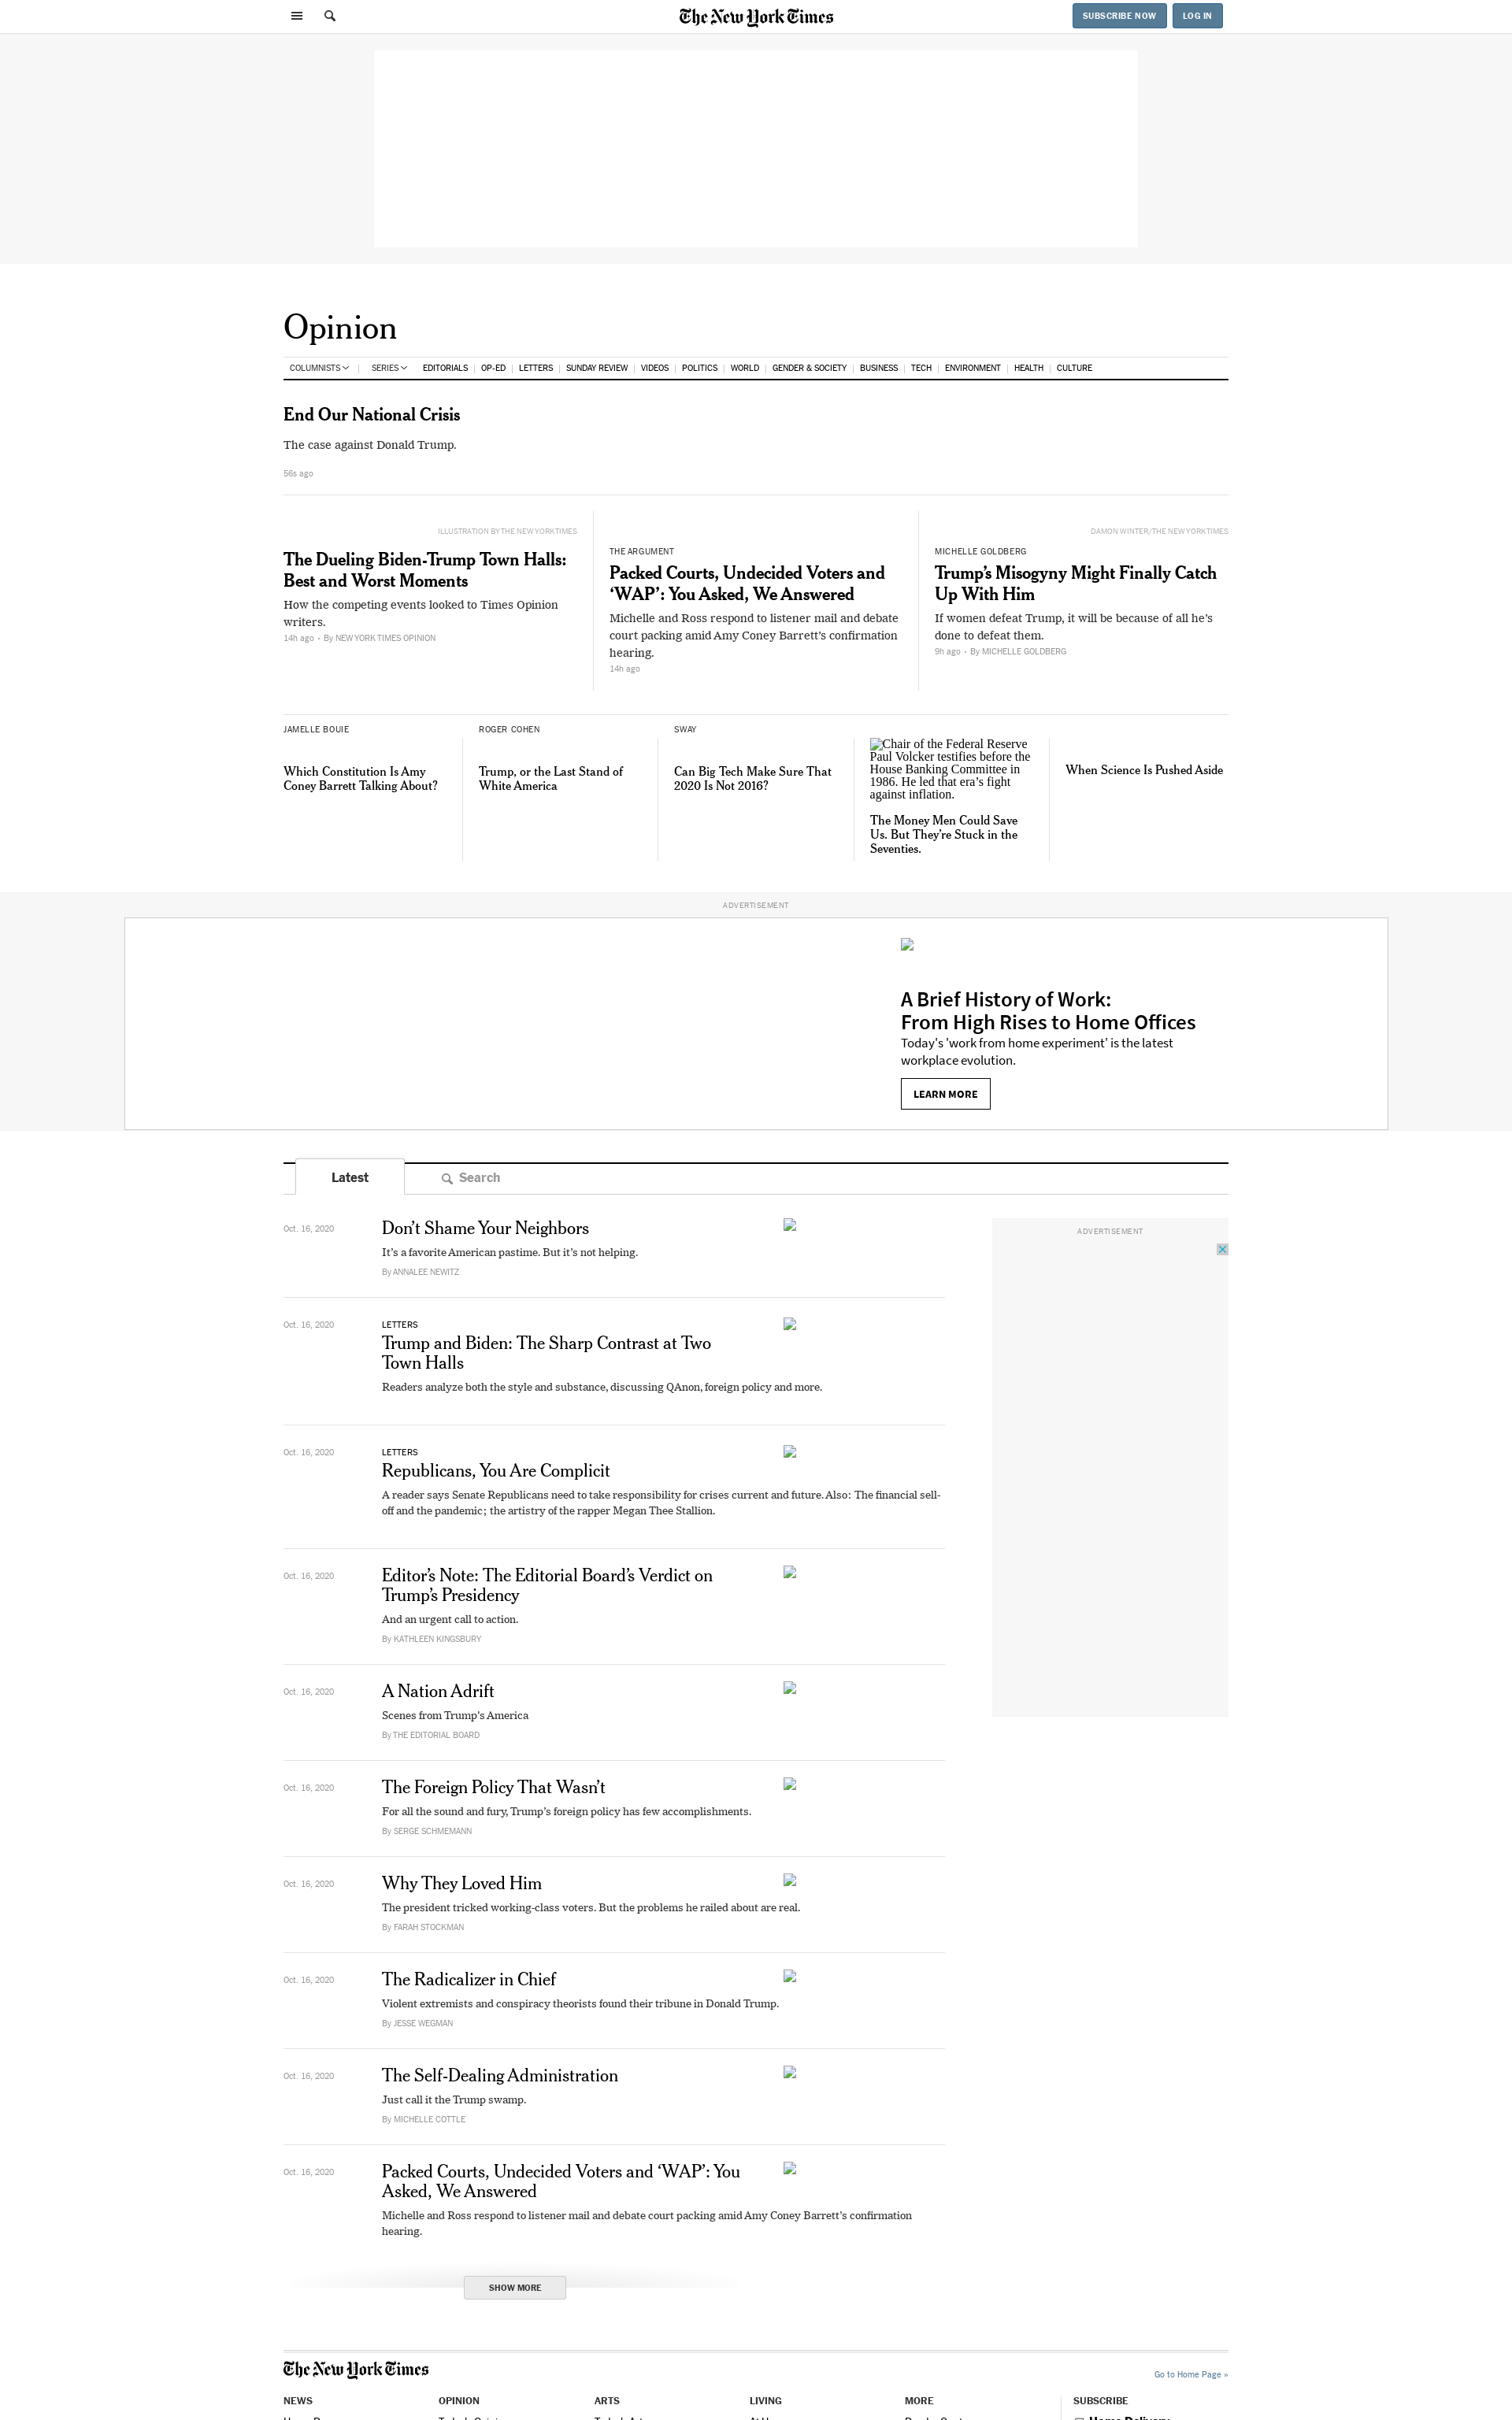 The New York Times
SUBSCRIBE NOW
LOG IN
Opinion
COLUMNISTS
SERIES
EDITORIALS
OP-ED
LETTERS
SUNDAY REVIEW
VIDEOS
POLITICS
WORLD
GENDER & SOCIETY
BUSINESS
TECH
ENVIRONMENT
HEALTH
CULTURE
End Our National Crisis
The case against Donald Trump.
56s ago
ILLUSTRATION BY THE NEW YORK TIMES
The Dueling Biden-Trump Town Halls:
Best and Worst Moments
How the competing events looked to Times Opinion
writers.
14h ago • By NEW YORK TIMES OPINION
THE ARGUMENT
Packed Courts, Undecided Voters and
‘WAP’: You Asked, We Answered
Michelle and Ross respond to listener mail and debate
court packing amid Amy Coney Barrett’s confirmation
hearing.
14h ago
DAMON WINTER/THE NEW YORK TIMES
MICHELLE GOLDBERG
Trump’s Misogyny Might Finally Catch
Up With Him
If women defeat Trump, it will be because of all he’s
done to defeat them.
9h ago • By MICHELLE GOLDBERG
JAMELLE BOUIE
Which Constitution Is Amy
Coney Barrett Talking About?
ROGER COHEN
Trump, or the Last Stand of
White America
SWAY
Can Big Tech Make Sure That
2020 Is Not 2016?
Chair of the Federal Reserve
Paul Volcker testifies before the
House Banking Committee in
1986. He led that era’s fight
against inflation.
The Money Men Could Save
Us. But They’re Stuck in the
Seventies.
When Science Is Pushed Aside
ADVERTISEMENT
A Brief History of Work:
From High Rises to Home Offices
Today's 'work from home experiment' is the latest
workplace evolution.
LEARN MORE
Latest
Search
ADVERTISEMENT
Oct. 16, 2020
Don’t Shame Your Neighbors
It’s a favorite American pastime. But it’s not helping.
By ANNALEE NEWITZ
Oct. 16, 2020
LETTERS
Trump and Biden: The Sharp Contrast at Two
Town Halls
Readers analyze both the style and substance, discussing QAnon, foreign policy and more.
Oct. 16, 2020
LETTERS
Republicans, You Are Complicit
A reader says Senate Republicans need to take responsibility for crises current and future. Also: The financial sell-
off and the pandemic; the artistry of the rapper Megan Thee Stallion.
Oct. 16, 2020
Editor’s Note: The Editorial Board’s Verdict on
Trump’s Presidency
And an urgent call to action.
By KATHLEEN KINGSBURY
Oct. 16, 2020
A Nation Adrift
Scenes from Trump’s America
By THE EDITORIAL BOARD
Oct. 16, 2020
The Foreign Policy That Wasn’t
For all the sound and fury, Trump’s foreign policy has few accomplishments.
By SERGE SCHMEMANN
Oct. 16, 2020
Why They Loved Him
The president tricked working-class voters. But the problems he railed about are real.
By FARAH STOCKMAN
Oct. 16, 2020
The Radicalizer in Chief
Violent extremists and conspiracy theorists found their tribune in Donald Trump.
By JESSE WEGMAN
Oct. 16, 2020
The Self-Dealing Administration
Just call it the Trump swamp.
By MICHELLE COTTLE
Oct. 16, 2020
Packed Courts, Undecided Voters and ‘WAP’: You
Asked, We Answered
Michelle and Ross respond to listener mail and debate court packing amid Amy Coney Barrett’s confirmation
hearing.
SHOW MORE
The New York Times
Go to Home Page »
NEWS
OPINION
ARTS
LIVING
MORE
SUBSCRIBE